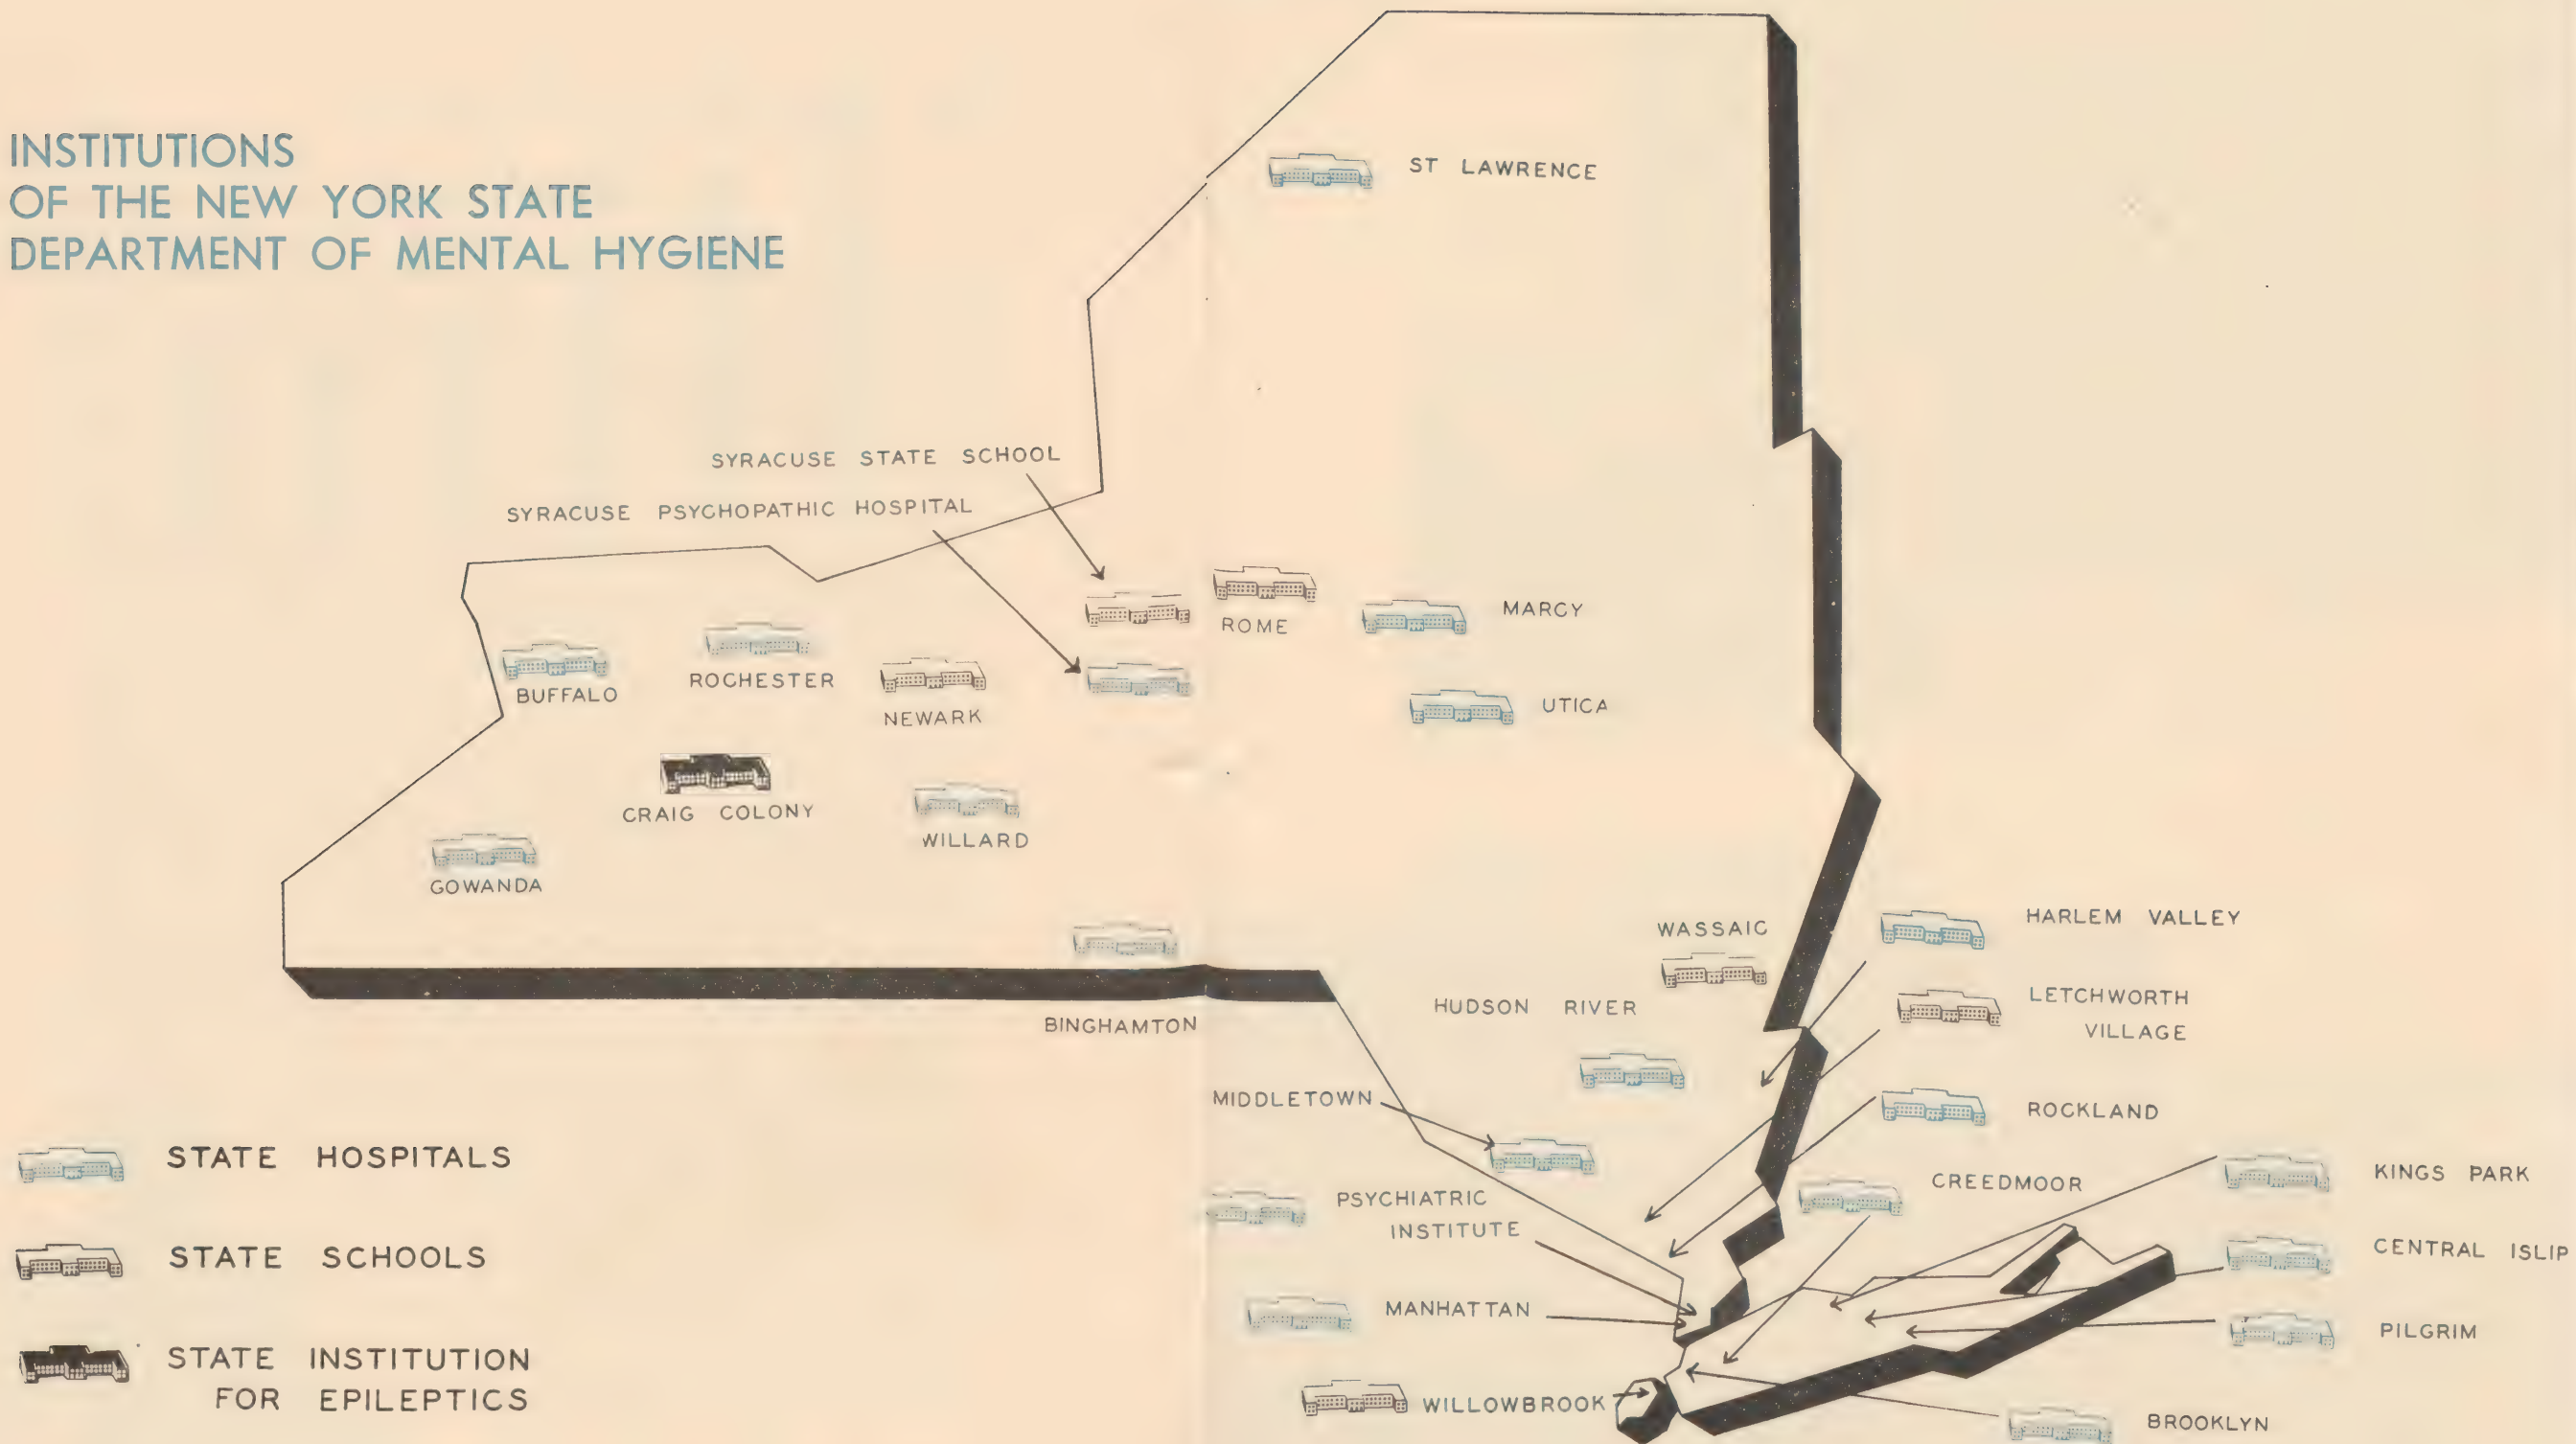 INSTITUTIONS
OF THE NEW YORK STATE
DEPARTMENT OF MENTAL HYGIENE
ST LAWRENCE
SYRACUSE STATE SCHOOL
SYRACUSE PSYCHOPATHIC HOSPITAL
ROME
MARCY
BUFFALO
ROCHESTER
NEWARK
UTICA
CRAIG COLONY
WILLARD
GOWANDA
BINGHAMTON
WASSAIC
HARLEM VALLEY
HUDSON RIVER
LETCHWORTH
VILLAGE
MIDDLETOWN
ROCKLAND
PSYCHIATRIC
INSTITUTE
CREEDMOOR
KINGS PARK
CENTRAL ISLIP
MANHATTAN
PILGRIM
WILLOWBROOK
BROOKLYN
STATE HOSPITALS
STATE SCHOOLS
STATE INSTITUTION
FOR EPILEPTICS